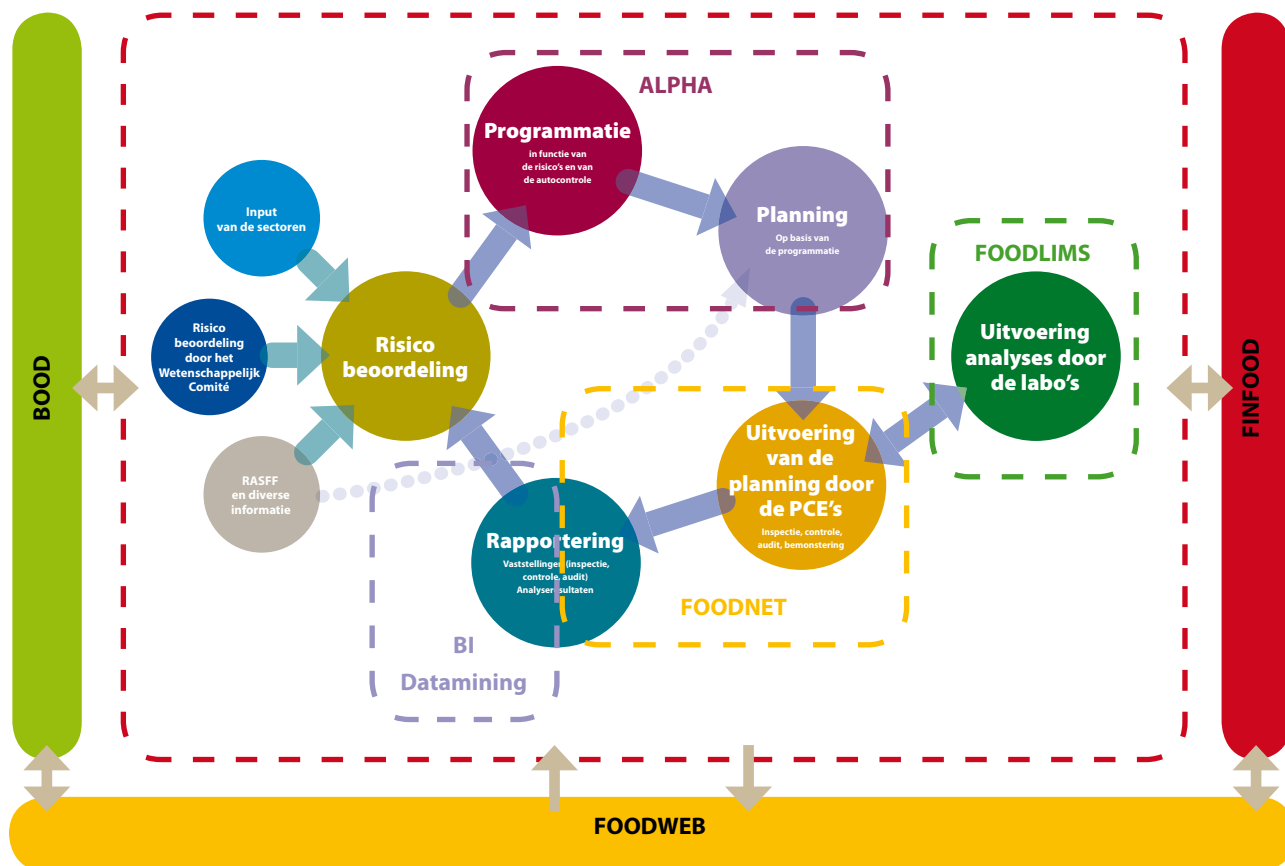 ALPHA
Programmatie
in functie van
de risico's en van
de autocontrole
Input
van de sectoren
Planning
Op basis van
de programmatie
FOODLIMS
Uitvoering
analyses door
de labo's
Risico
beoordeling
door het
Wetenschappelijk
Comité
Risico
beoordeling
BOOD
FINFOOD
RASFF
en diverse
informatie
Uitvoering
van de
planning door
de PCE's
Inspectie, controle,
audit, bemonstering
Rapportering
Vaststellingen (inspectie,
controle, audit)
Analyseresultaten
FOODNET
BI
Datamining
FOODWEB